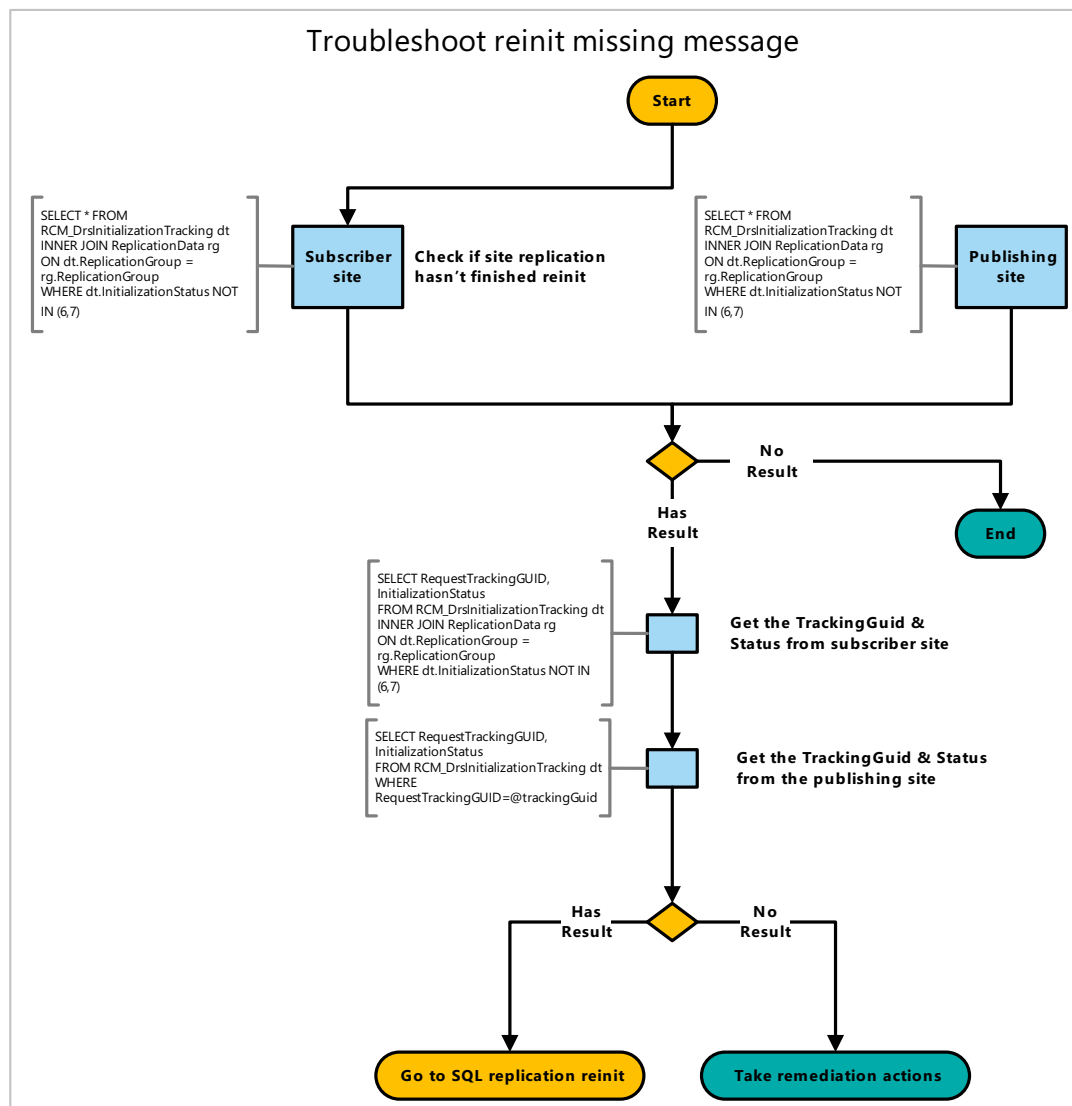 Troubleshoot reinit missing message
Start
SELECT * FROM
RCM_DrsInitializationTracking dt
INNER JOIN ReplicationData rg
ON dt.ReplicationGroup =
rg.ReplicationGroup
WHERE dt.InitializationStatus NOT
IN (6,7)
Subscriber
site
Check if site replication
hasn't finished reinit
SELECT * FROM
RCM_DrsInitializationTracking dt
INNER JOIN ReplicationData rg
ON dt.ReplicationGroup =
rg.ReplicationGroup
WHERE dt.InitializationStatus NOT
IN (6,7)
Publishing
site
No
Result
Has
Result
End
SELECT RequestTrackingGUID,
InitializationStatus
FROM RCM_DrsInitializationTracking dt
INNER JOIN ReplicationData rg
ON dt.ReplicationGroup =
rg.ReplicationGroup
WHERE dt.InitializationStatus NOT IN
(6,7)
Get the TrackingGuid &
Status from subscriber site
SELECT RequestTrackingGUID,
InitializationStatus
FROM RCM_DrsInitializationTracking dt
WHERE
RequestTrackingGUID=@trackingGuid
Get the TrackingGuid & Status
from the publishing site
Has
Result
No
Result
Go to SQL replication reinit
Take remediation actions